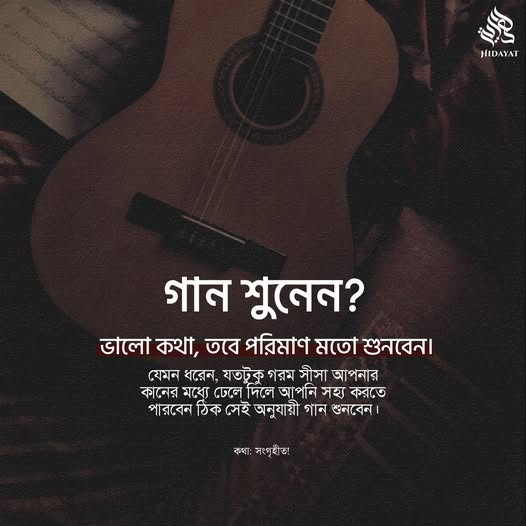 HIDAYAT
গান শুনেন?
ভালো কথা, তবে পরিমাণ মতো শুনবেন।
যেমন ধরেন, যতটুকু গরম সীসা আপনার
কানের মধ্যে ঢেলে দিলে আপনি সহ্য করতে
পারবেন ঠিক সেই অনুযায়ী গান শুনবেন।
কথা: সংগৃহীত!